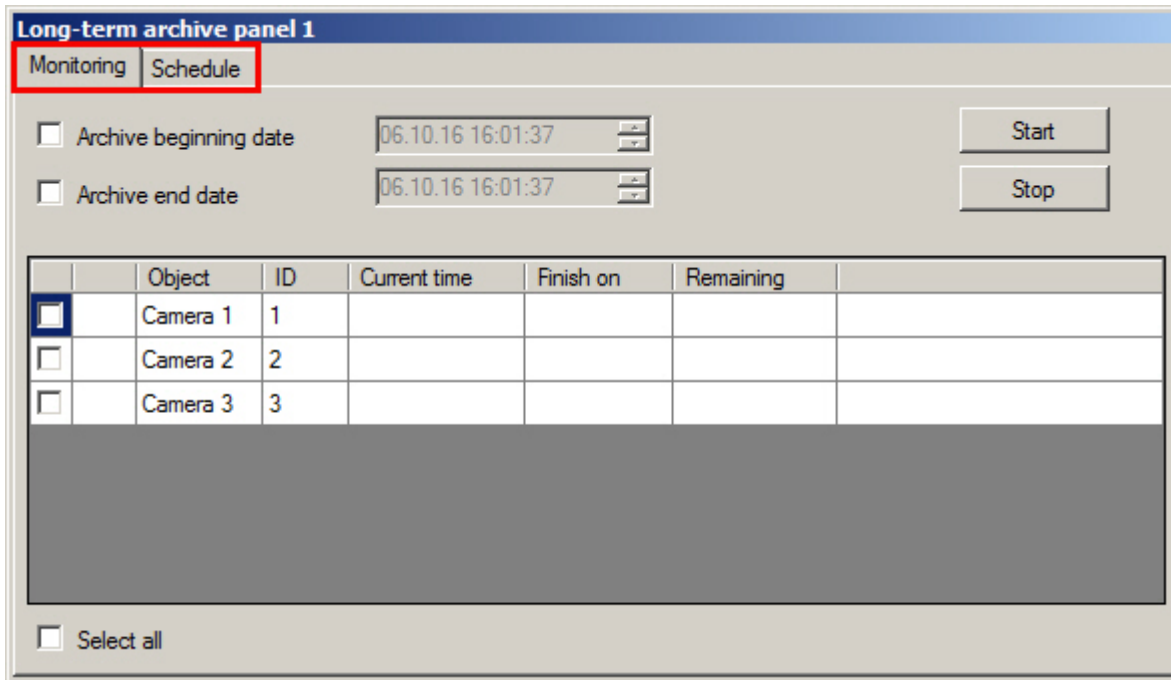 Long-term archive panel 1
Monitoring Schedule
Archive beginning date 06.10.16 16:01:37 Start
Archive end date 06.10.16 16:01:37 Stop
Object ID Current time Finish on Remaining
Camera 1 1
Camera 2 2
Camera 3 3
Select all